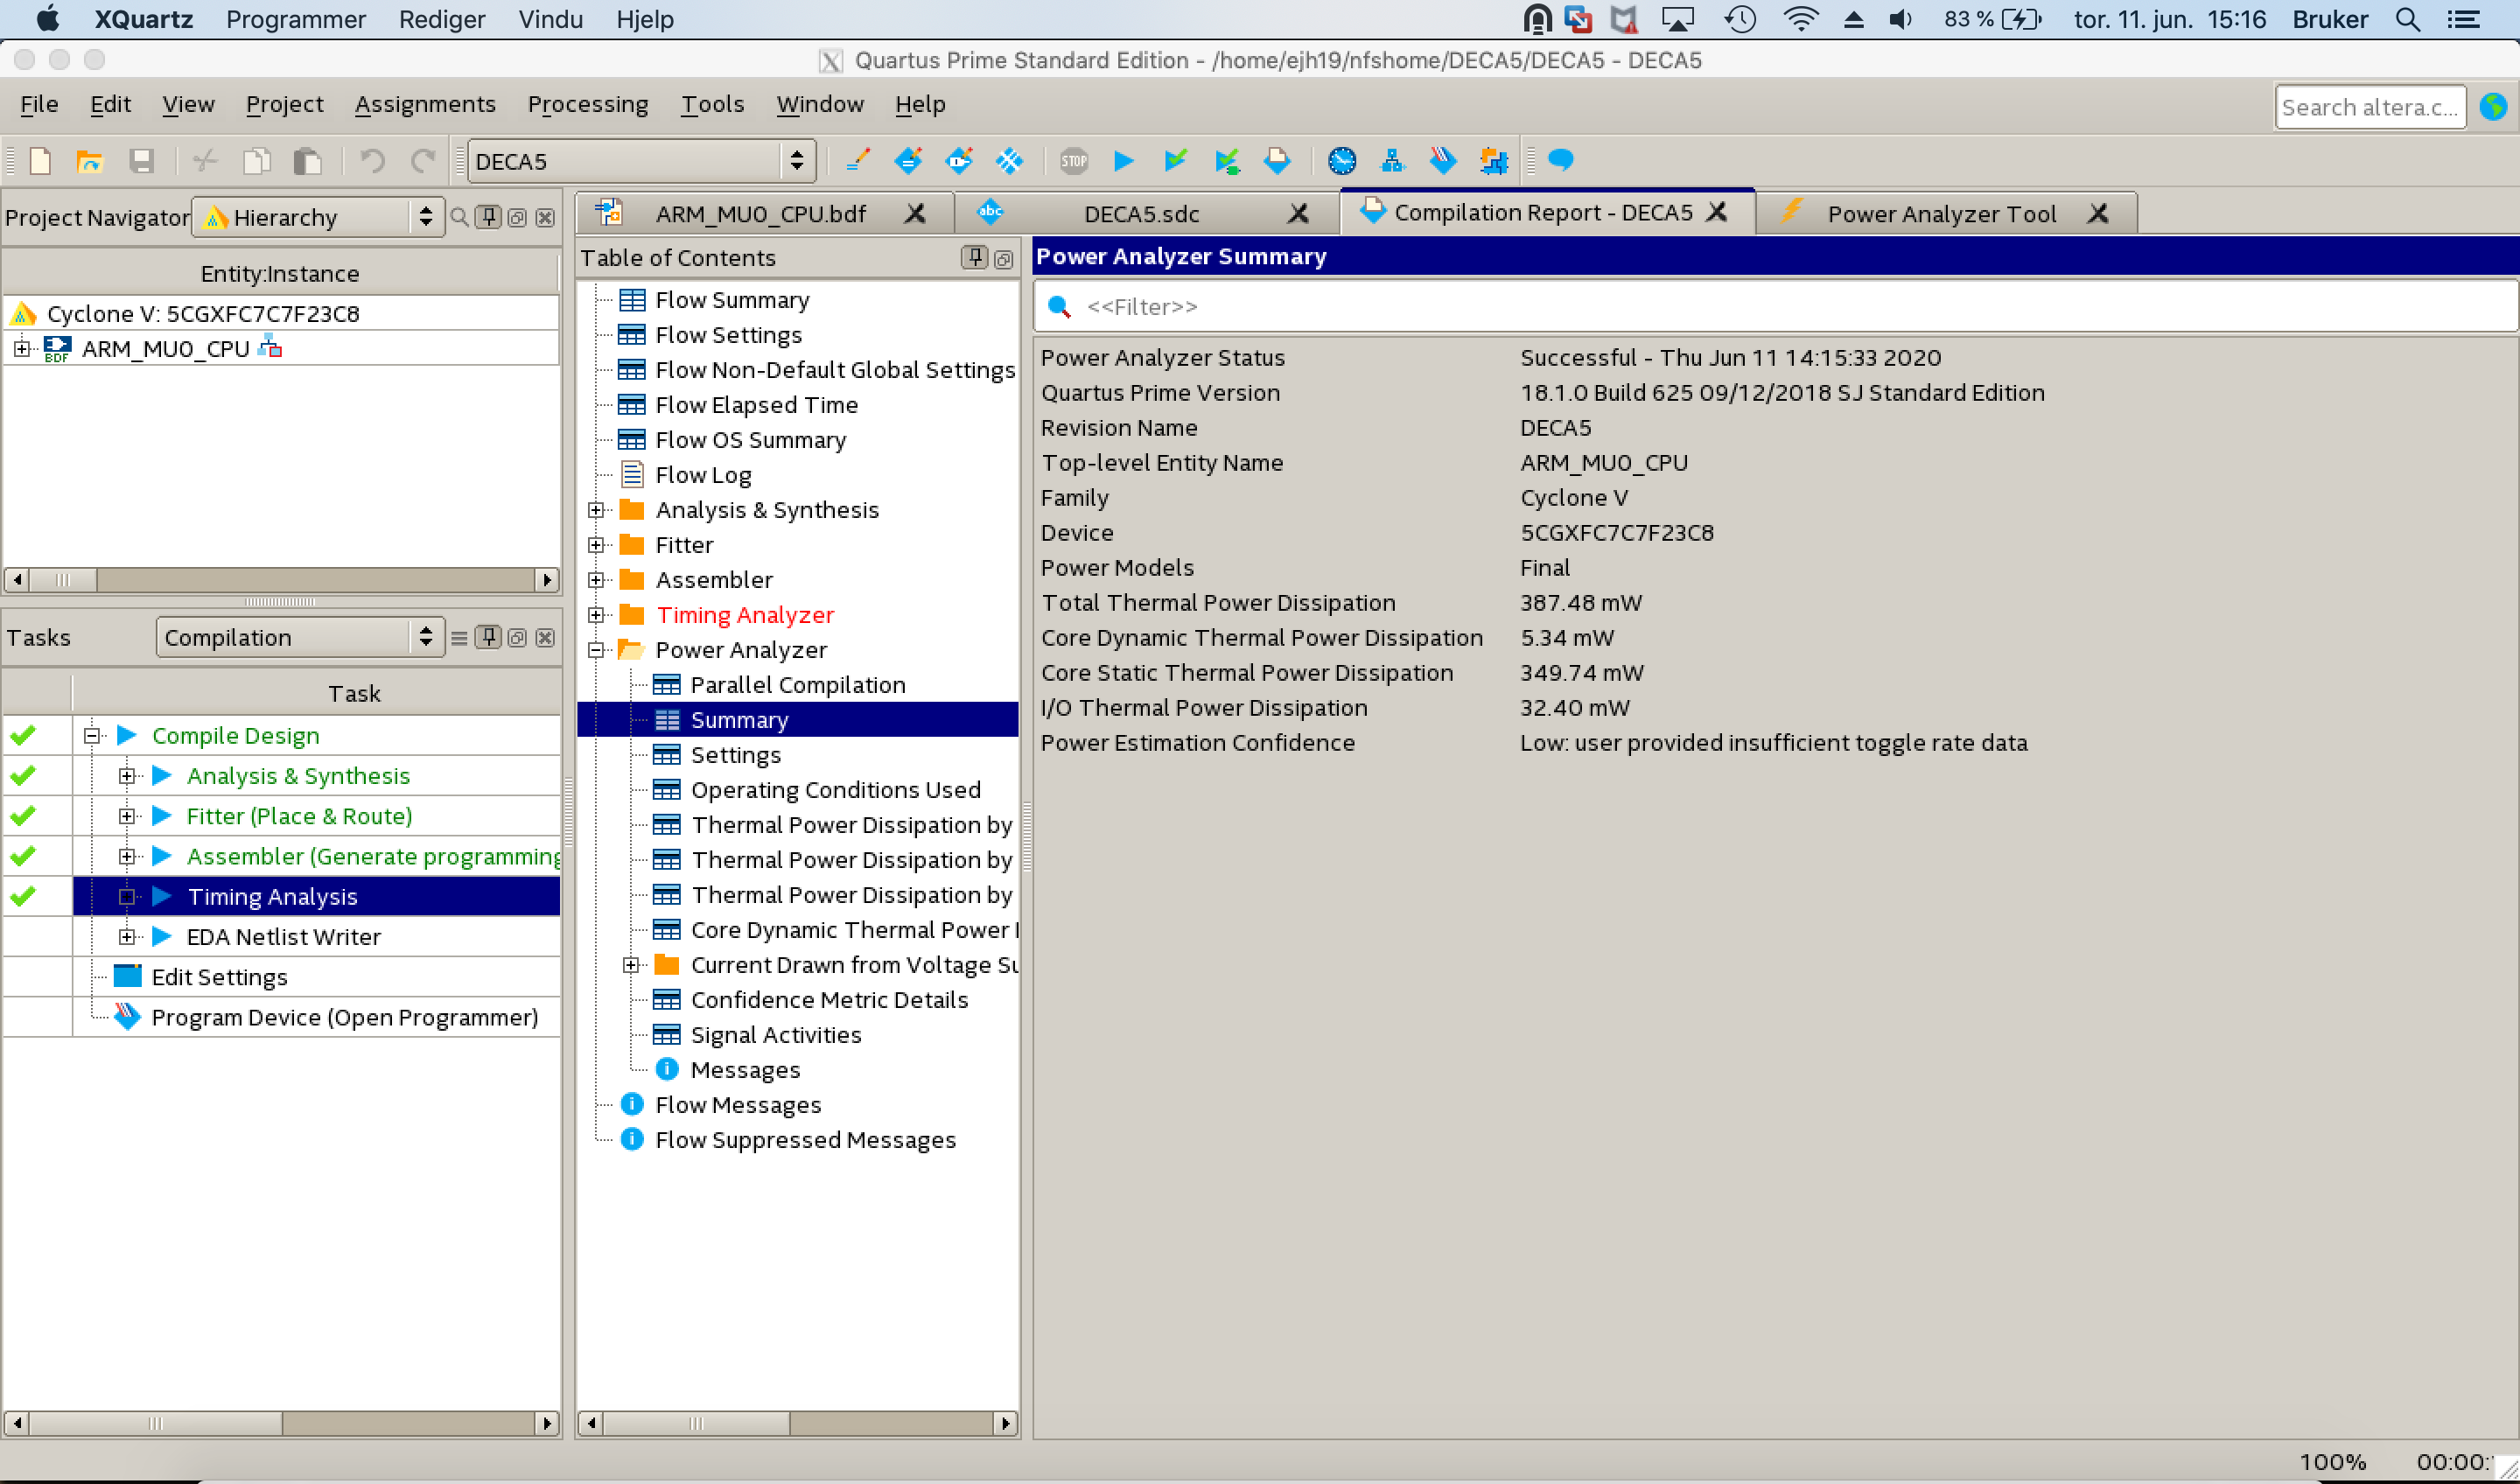 XQuartz Programmer Rediger Vindu Hjelp 83 % tor. 11. jun. 15:16 Bruker
Quartus Prime Standard Edition - /home/ejh19/nfshome/DECA5/DECA5 - DECA5
File Edit View Project Assignments Processing Tools Window Help
Search altera.c...
DECA5
STOP
Project Navigator Hierarchy
Entity:Instance
Cyclone V: 5CGXFC7C7F23C8
BDF ARM_MU0_CPU
Tasks Compilation
Task
Compile Design
Analysis & Synthesis
Fitter (Place & Route)
Assembler (Generate programming
Timing Analysis
EDA Netlist Writer
Edit Settings
Program Device (Open Programmer)
ARM_MU0_CPU.bdf
abc DECA5.sdc
Compilation Report - DECA5
Power Analyzer Tool
Table of Contents
Flow Summary
Flow Settings
Flow Non-Default Global Settings
Flow Elapsed Time
Flow OS Summary
Flow Log
Analysis & Synthesis
Fitter
Assembler
Timing Analyzer
Power Analyzer
Parallel Compilation
Summary
Settings
Operating Conditions Used
Thermal Power Dissipation by
Thermal Power Dissipation by
Thermal Power Dissipation by
Core Dynamic Thermal Power
Current Drawn from Voltage Su
Confidence Metric Details
Signal Activities
Messages
Flow Messages
Flow Suppressed Messages
Power Analyzer Summary
<<Filter>>
Power Analyzer Status Successful - Thu Jun 11 14:15:33 2020
Quartus Prime Version 18.1.0 Build 625 09/12/2018 SJ Standard Edition
Revision Name DECA5
Top-level Entity Name ARM_MU0_CPU
Family Cyclone V
Device 5CGXFC7C7F23C8
Power Models Final
Total Thermal Power Dissipation 387.48 mW
Core Dynamic Thermal Power Dissipation 5.34 mW
Core Static Thermal Power Dissipation 349.74 mW
I/O Thermal Power Dissipation 32.40 mW
Power Estimation Confidence Low: user provided insufficient toggle rate data
100% 00:00: